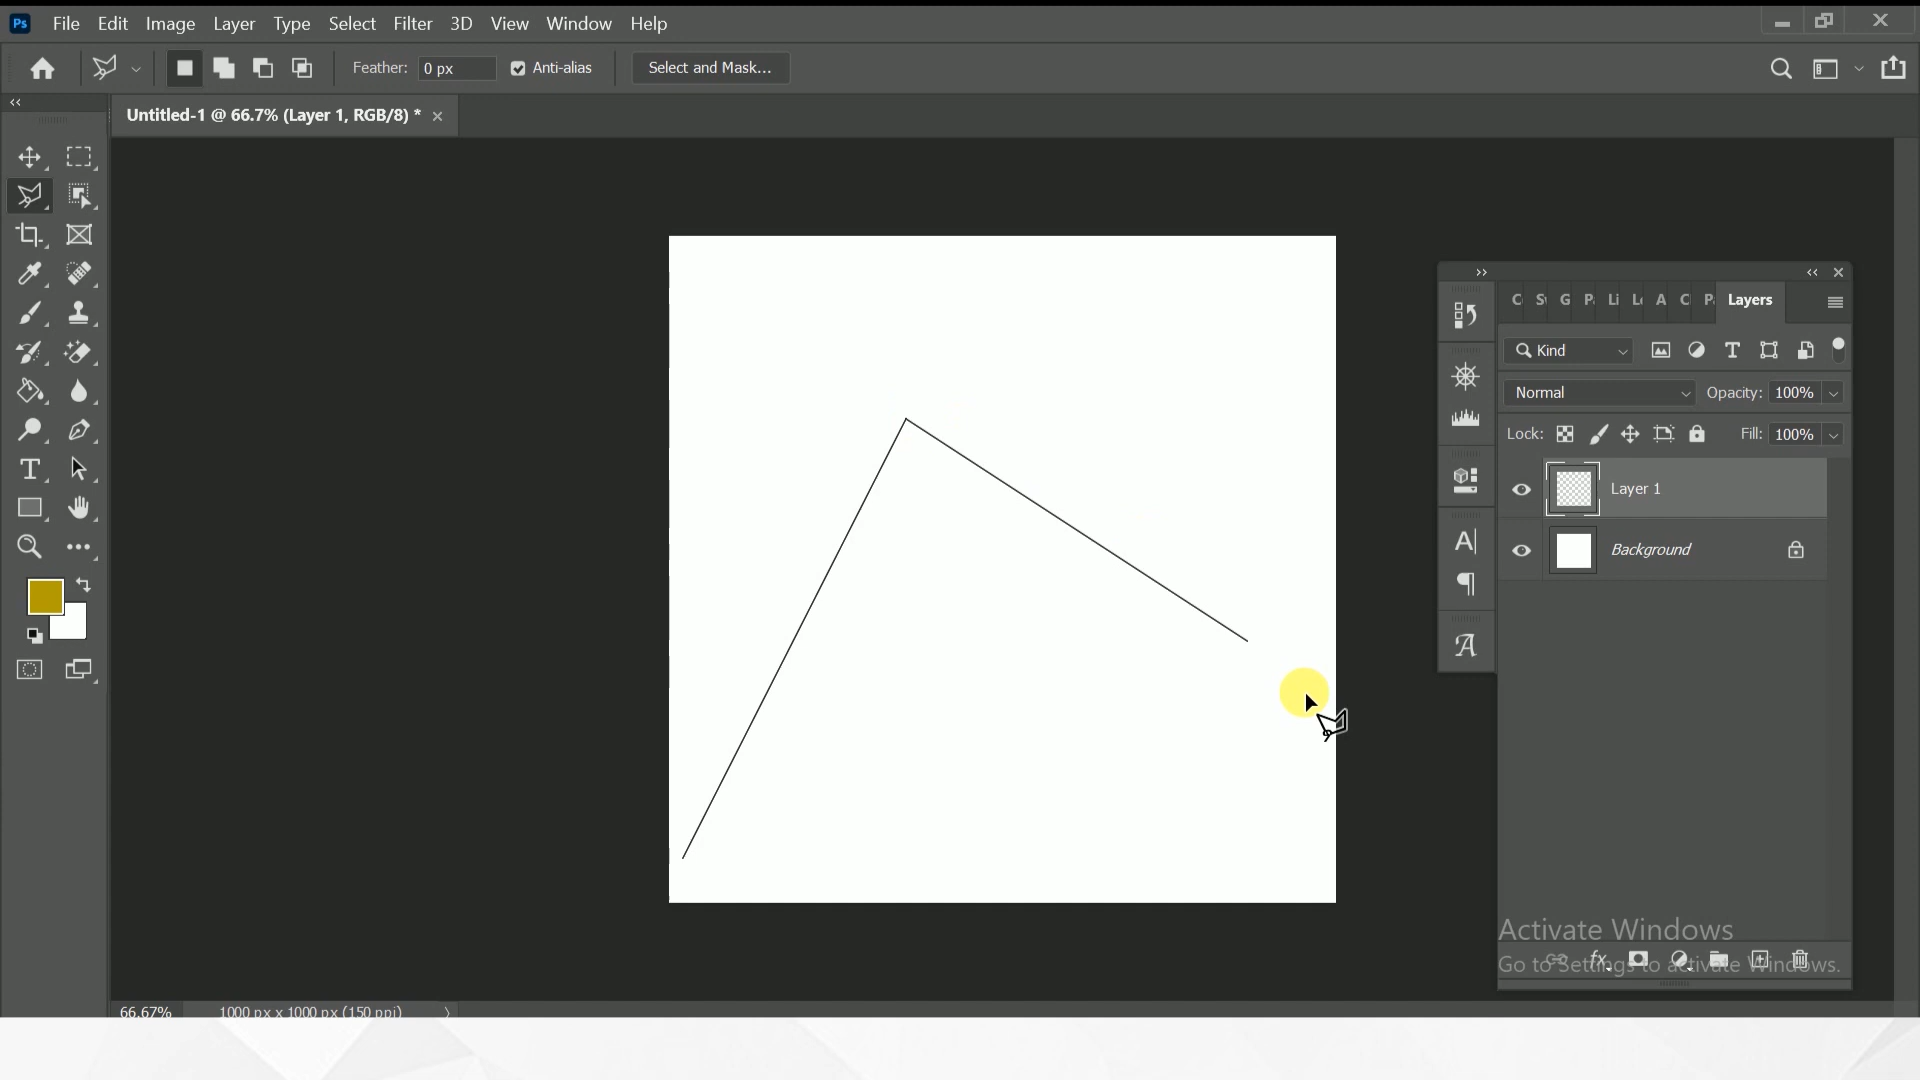 Ps File Edit Image Layer Type Select Filter 3D View Window Help
Feather: 0 px Anti-alias Select and Mask...
Untitled-1 @ 66.7% (Layer 1, RGB/8) *
C S G P Li L A C P Layers
Kind
Normal Opacity: 100%
Lock: Fill: 100%
Layer 1
Background
Activate Windows
Go to Settings to activate Windows.
66.67% 1000 px x 1000 px (150 ppi)